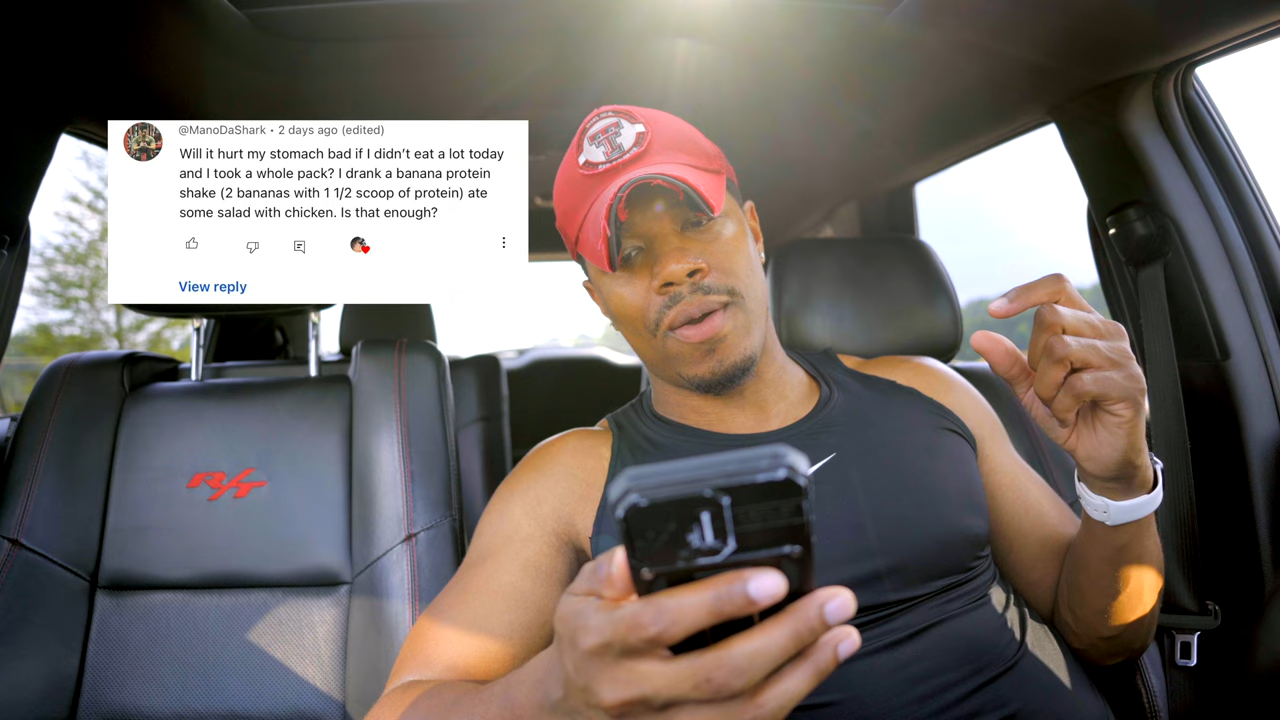 @ManoDaShark • 2 days ago (edited)
Will it hurt my stomach bad if I didn’t eat a lot today
and I took a whole pack? I drank a banana protein
shake (2 bananas with 1 1/2 scoop of protein) ate
some salad with chicken. Is that enough?
View reply
R/T
T